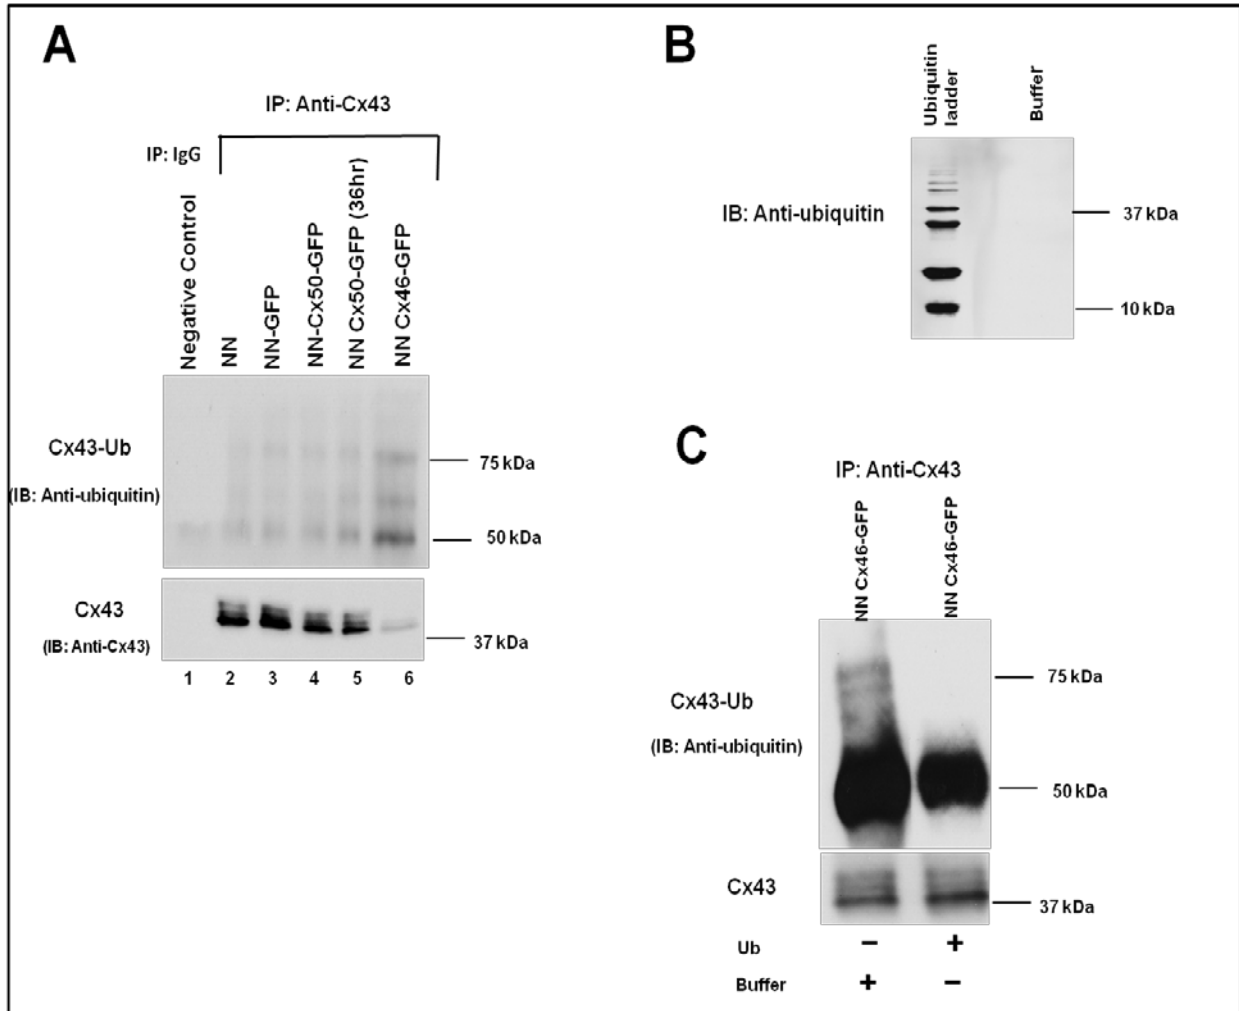 A
IP: Anti-Cx43
IP: IgG
Negative Control
NN
NN-GFP
NN-Cx50-GFP
NN Cx50-GFP (36hr)
NN Cx46-GFP
Cx43-Ub
(IB: Anti-ubiquitin)
75 kDa
50 kDa
Cx43
(IB: Anti-Cx43)
37 kDa
1 2 3 4 5 6
B
Ubiquitin
ladder
Buffer
IB: Anti-ubiquitin
37 kDa
10 kDa
C
IP: Anti-Cx43
NN Cx46-GFP
NN Cx46-GFP
Cx43-Ub
(IB: Anti-ubiquitin)
75 kDa
50 kDa
Cx43
37 kDa
Ub − +
Buffer + −